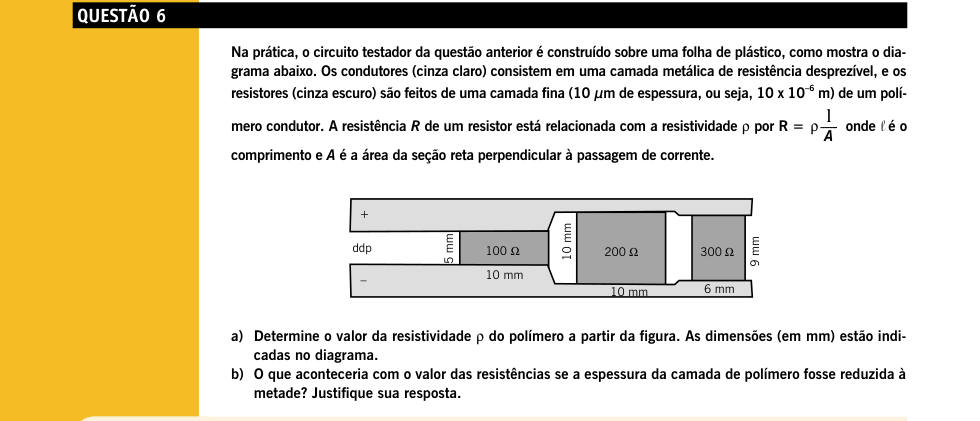 QUESTÃO 6
Na prática, o circuito testador da questão anterior é construído sobre uma folha de plástico, como mostra o dia-
grama abaixo. Os condutores (cinza claro) consistem em uma camada metálica de resistência desprezível, e os
resistores (cinza escuro) são feitos de uma camada fina (10 μm de espessura, ou seja, 10 x 10⁻⁶ m) de um polí-
mero condutor. A resistência R de um resistor está relacionada com a resistividade ρ por R = ρ l/A onde ℓ é o
comprimento e A é a área da seção reta perpendicular à passagem de corrente.
+
ddp
–
5 mm
100 Ω
10 mm
10 mm
200 Ω
10 mm
300 Ω
6 mm
9 mm
a) Determine o valor da resistividade ρ do polímero a partir da figura. As dimensões (em mm) estão indi-
cadas no diagrama.
b) O que aconteceria com o valor das resistências se a espessura da camada de polímero fosse reduzida à
metade? Justifique sua resposta.